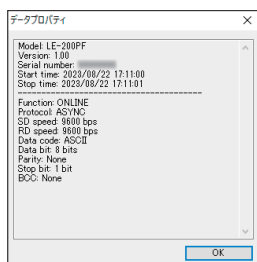 データプロパティ
Model: LE-200PF
Version: 1.00
Serial number:
Start time: 2023/08/22 17:11:00
Stop time: 2023/08/22 17:11:01
----------------------------------------
Function: ONLINE
Protocol: ASYNC
SD speed: 9600 bps
RD speed: 9600 bps
Data code: ASCII
Data bit: 8 bits
Parity: None
Stop bit: 1 bit
BCC: None
OK